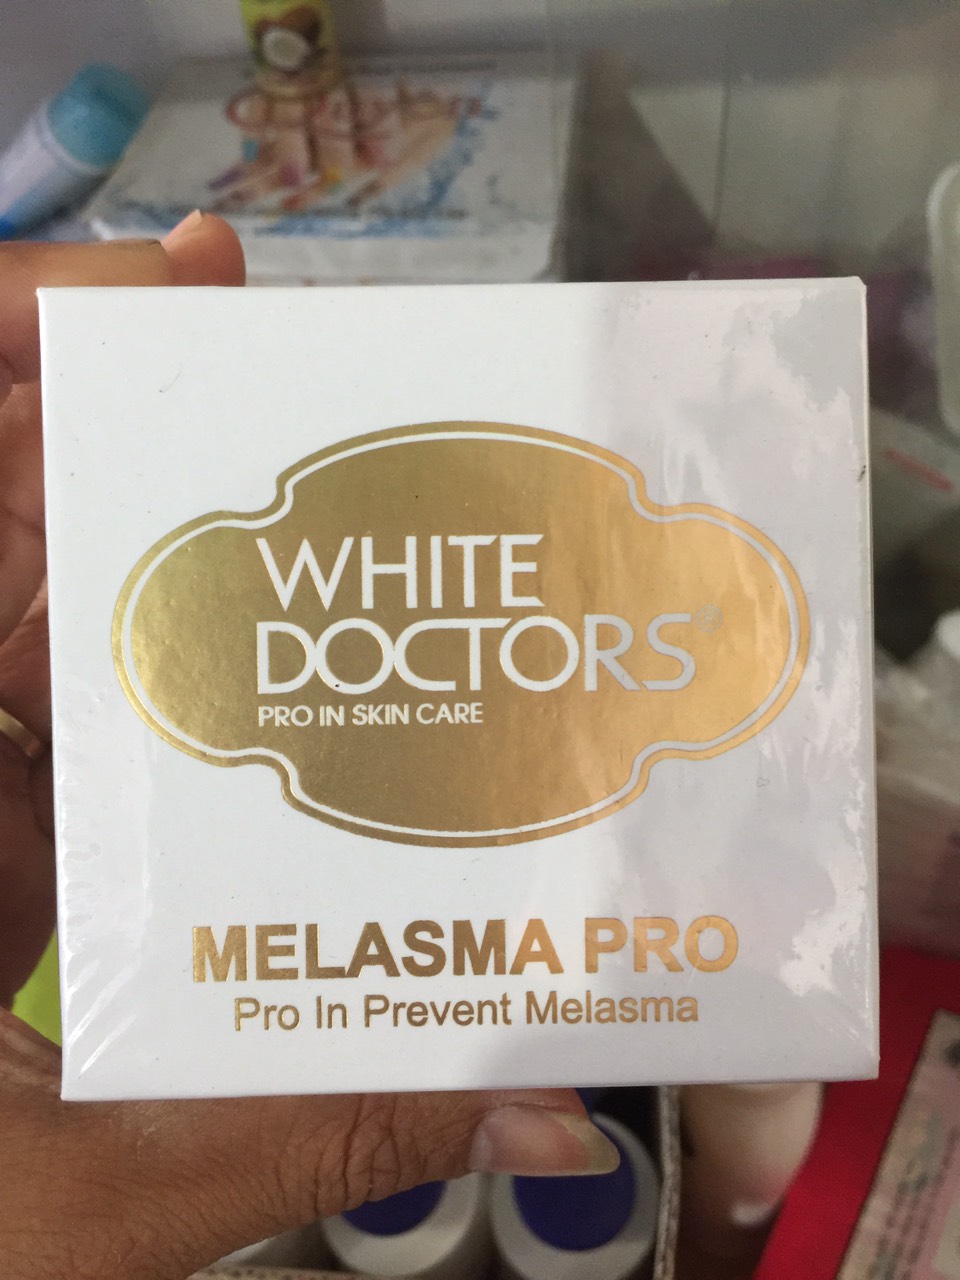 WHITE
DOCTORS®
PRO IN SKIN CARE
MELASMA PRO
Pro In Prevent Melasma